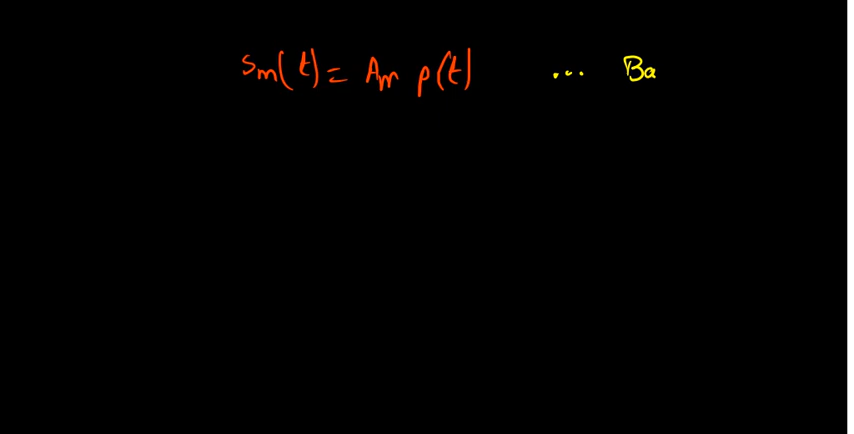 Sm(t) = Am p(t) ... Ba